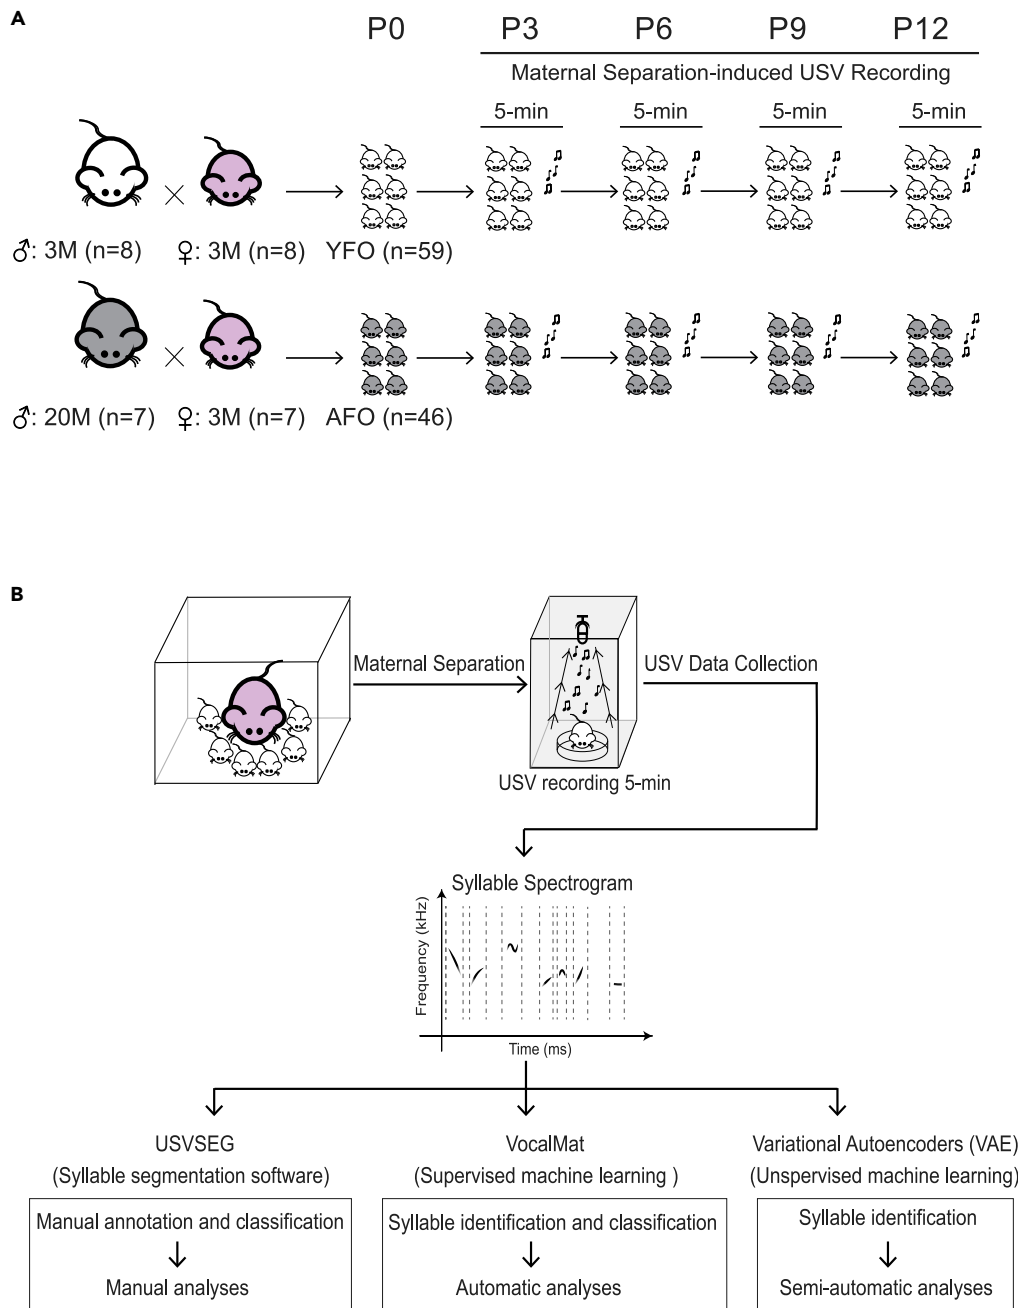 A
P0 P3 P6 P9 P12
Maternal Separation-induced USV Recording
5-min 5-min 5-min 5-min
♂: 3M (n=8) ♀: 3M (n=8) YFO (n=59)
♂: 20M (n=7) ♀: 3M (n=7) AFO (n=46)
B
Maternal Separation
USV Data Collection
USV recording 5-min
Syllable Spectrogram
Frequency (kHz)
Time (ms)
USVSEG
(Syllable segmentation software)
Manual annotation and classification
Manual analyses
VocalMat
(Supervised machine learning )
Syllable identification and classification
Automatic analyses
Variational Autoencoders (VAE)
(Unspervised machine learning)
Syllable identification
Semi-automatic analyses